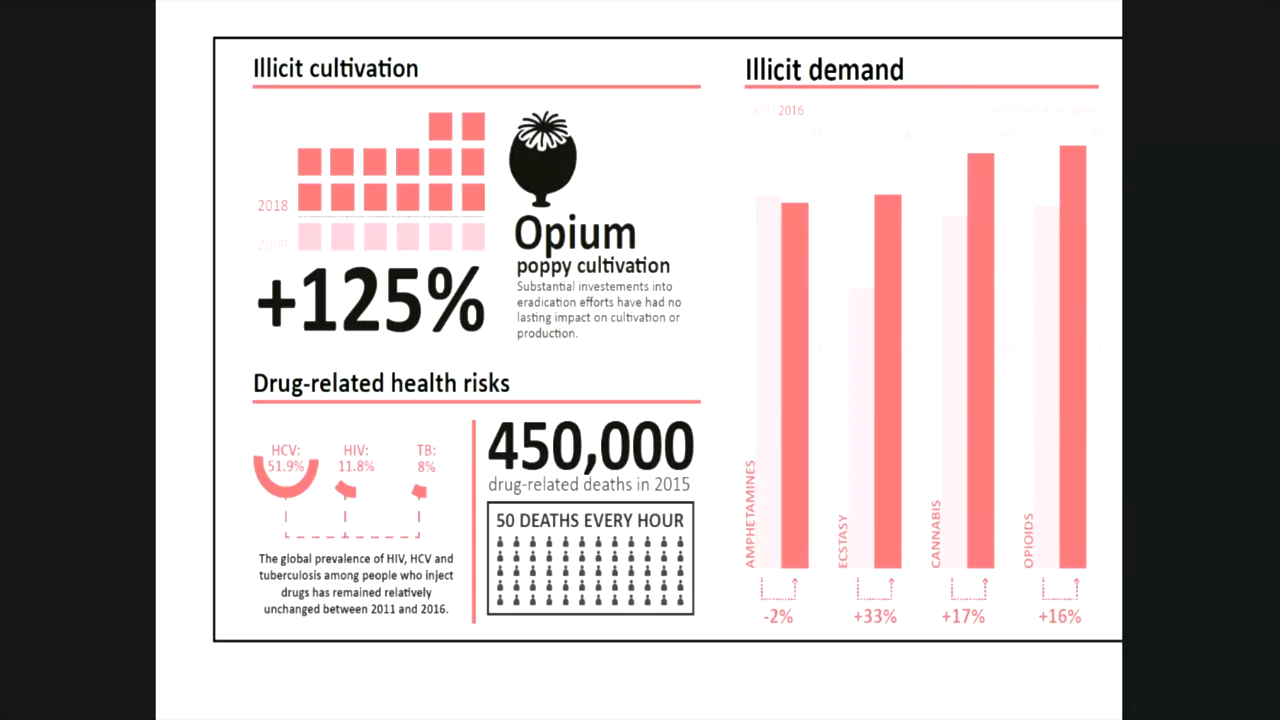 Illicit cultivation
2018
2009
+125%
Opium
poppy cultivation
Substantial investements into
eradication efforts have had no
lasting impact on cultivation or
production.
Drug-related health risks
HCV:
51.9%
HIV:
11.8%
TB:
8%
The global prevalence of HIV, HCV and
tuberculosis among people who inject
drugs has remained relatively
unchanged between 2011 and 2016.
450,000
drug-related deaths in 2015
50 DEATHS EVERY HOUR
Illicit demand
2009 | 2016
AMPHETAMINES
ECSTASY
CANNABIS
OPIOIDS
-2%
+33%
+17%
+16%